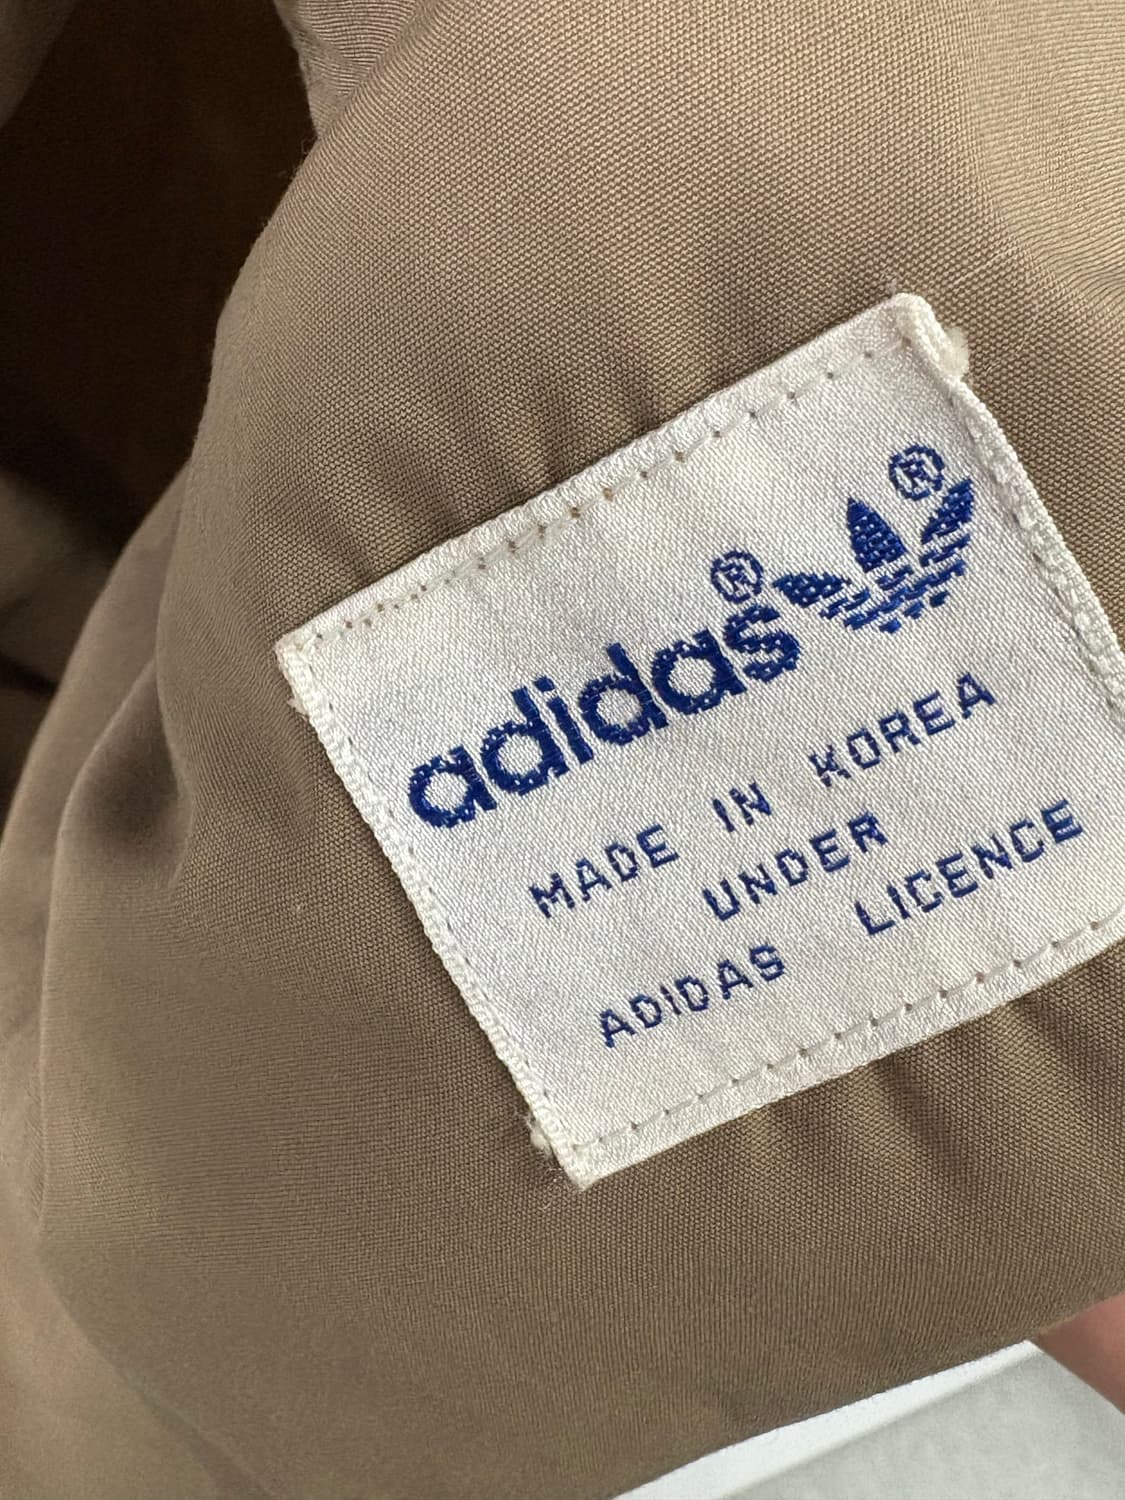 adidas®
®
MADE IN KOREA
UNDER
ADIDAS LICENCE